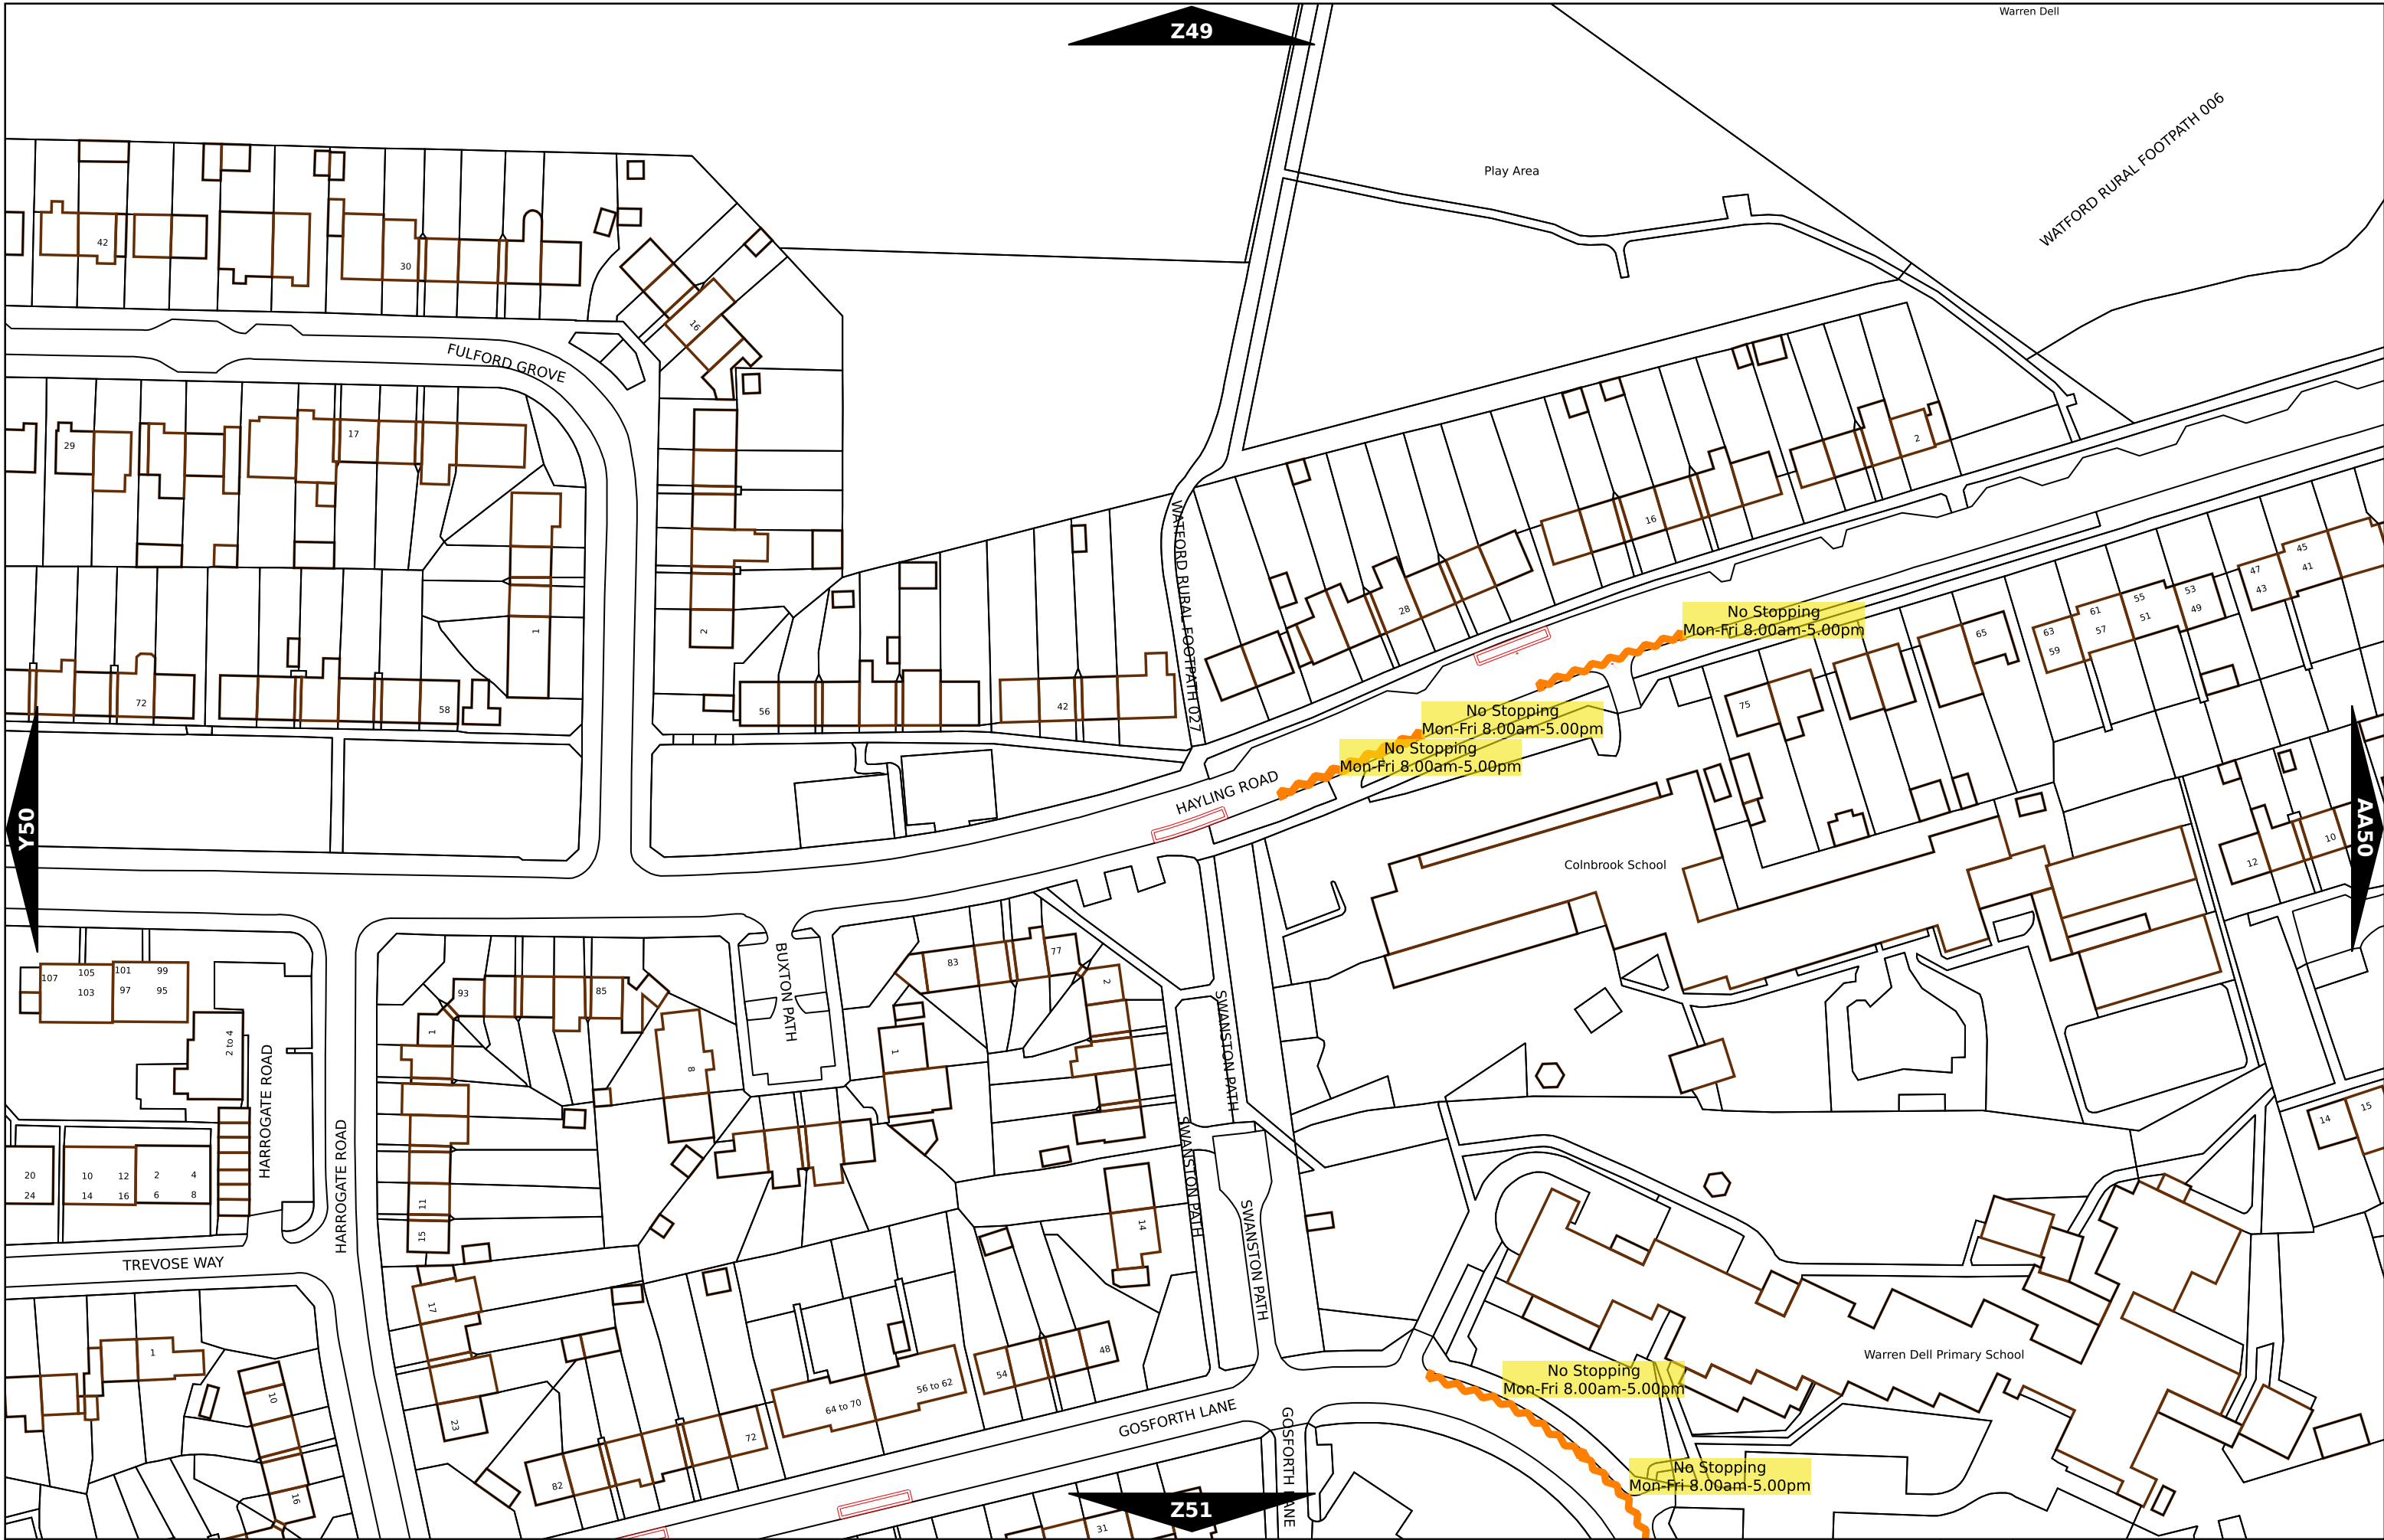 Z49
Warren Dell
WATFORD RURAL FOOTPATH 006
Play Area
42
30
16
FULFORD GROVE
29
17
1
2
2
16
28
WATFORD RURAL FOOTPATH 027
72
58
56
42
No Stopping
Mon-Fri 8.00am-5.00pm
No Stopping
Mon-Fri 8.00am-5.00pm
No Stopping
Mon-Fri 8.00am-5.00pm
45
47
41
43
53
55
49
61
51
57
63
65
59
75
HAYLING ROAD
Y50
AA50
Colnbrook School
12
10
107
105
101
99
103
97
95
93
85
1
8
BUXTON PATH
83
77
2
1
SWANSTON PATH
2 to 4
HARROGATE ROAD
HARROGATE ROAD
SWANSTON PATH
SWANSTON PATH
14
15
20
24
10
12
2
4
14
16
6
8
11
15
14
TREVOSE WAY
17
1
10
23
16
54
48
56 to 62
64 to 70
72
82
GOSFORTH LANE
GOSFORTH LANE
Warren Dell Primary School
No Stopping
Mon-Fri 8.00am-5.00pm
No Stopping
Mon-Fri 8.00am-5.00pm
31
Z51